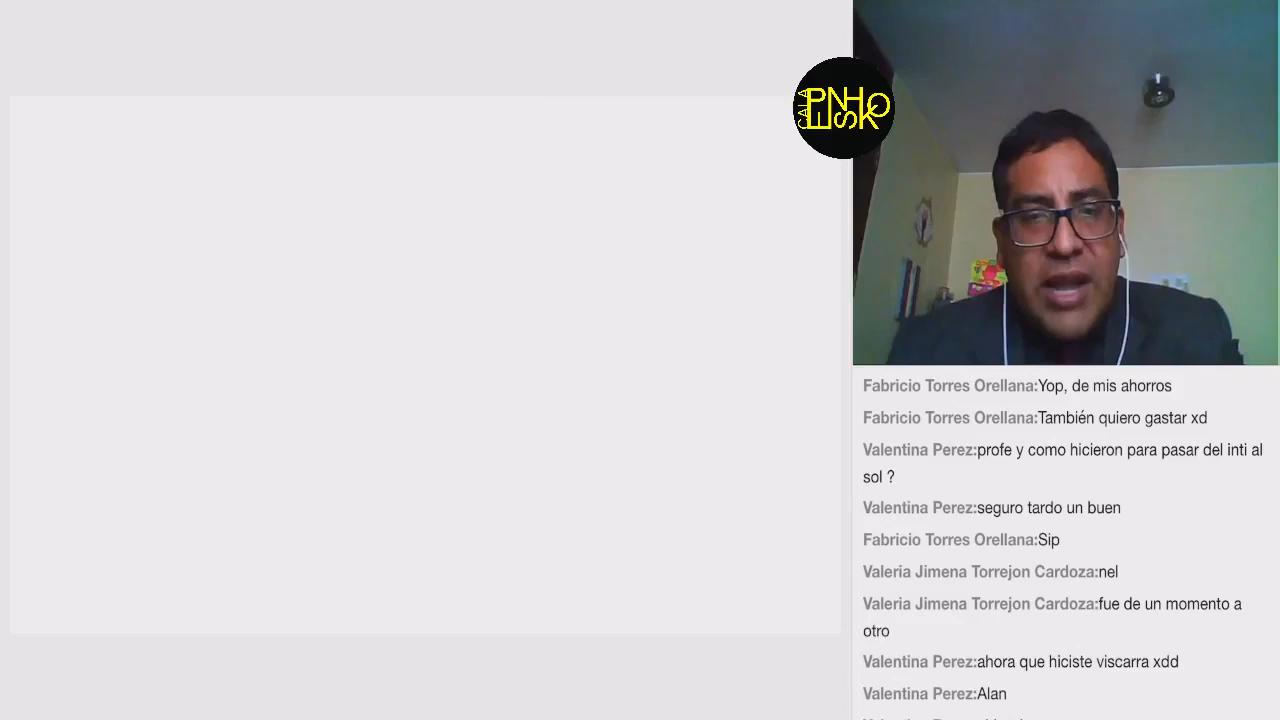 CALA
PNHO
ESK
Fabricio Torres Orellana:Yop, de mis ahorros
Fabricio Torres Orellana:También quiero gastar xd
Valentina Perez:profe y como hicieron para pasar del inti al
sol ?
Valentina Perez:seguro tardo un buen
Fabricio Torres Orellana:Sip
Valeria Jimena Torrejon Cardoza:nel
Valeria Jimena Torrejon Cardoza:fue de un momento a
otro
Valentina Perez:ahora que hiciste viscarra xdd
Valentina Perez:Alan